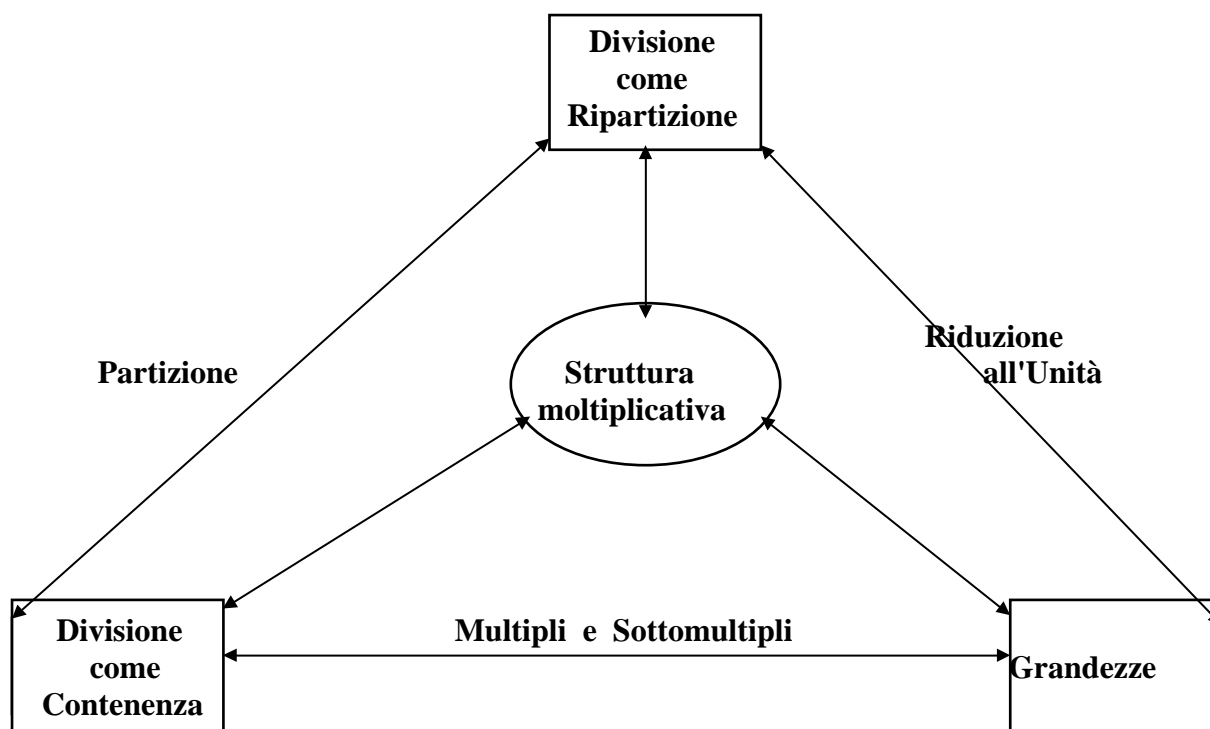 Divisione
come
Ripartizione
Partizione
Struttura
moltiplicativa
Riduzione
all'Unità
Divisione
come
Contenenza
Multipli e Sottomultipli
Grandezze